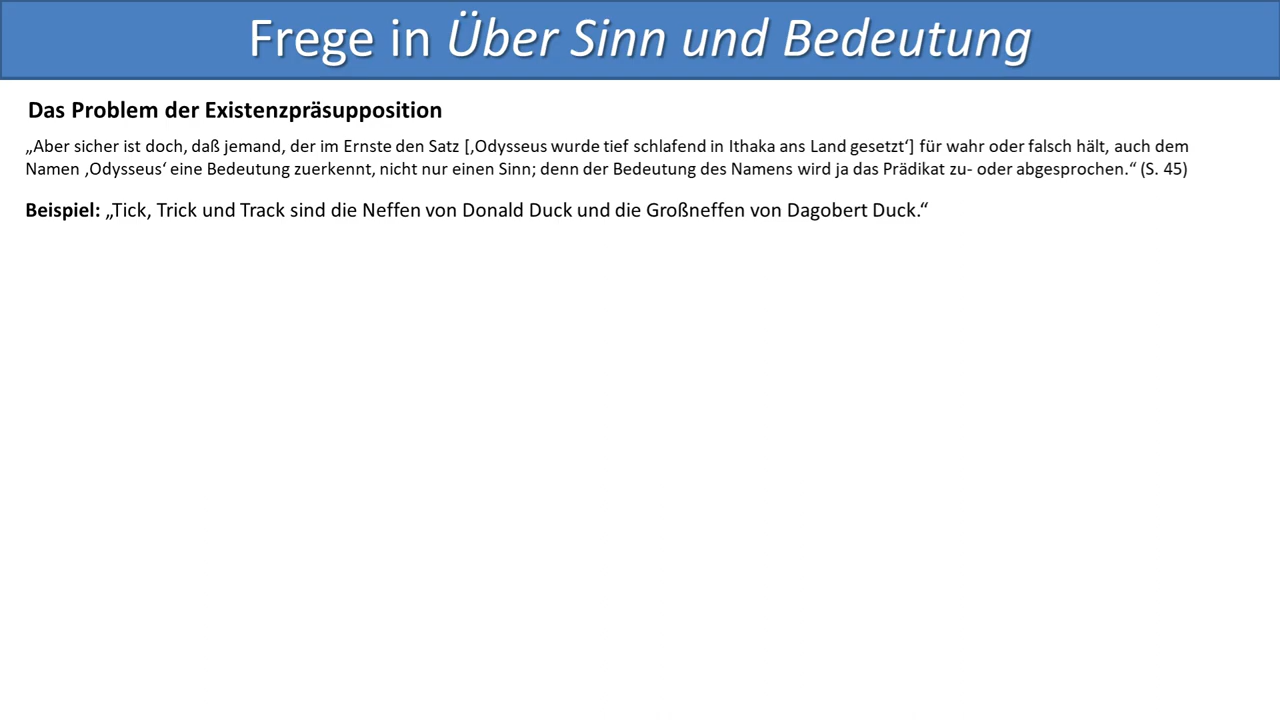 Frege in Über Sinn und Bedeutung
Das Problem der Existenzpräsupposition
„Aber sicher ist doch, daß jemand, der im Ernste den Satz [‚Odysseus wurde tief schlafend in Ithaka ans Land gesetzt‘] für wahr oder falsch hält, auch dem
Namen ‚Odysseus‘ eine Bedeutung zuerkennt, nicht nur einen Sinn; denn der Bedeutung des Namens wird ja das Prädikat zu- oder abgesprochen.“ (S. 45)
Beispiel: „Tick, Trick und Track sind die Neffen von Donald Duck und die Großneffen von Dagobert Duck.“